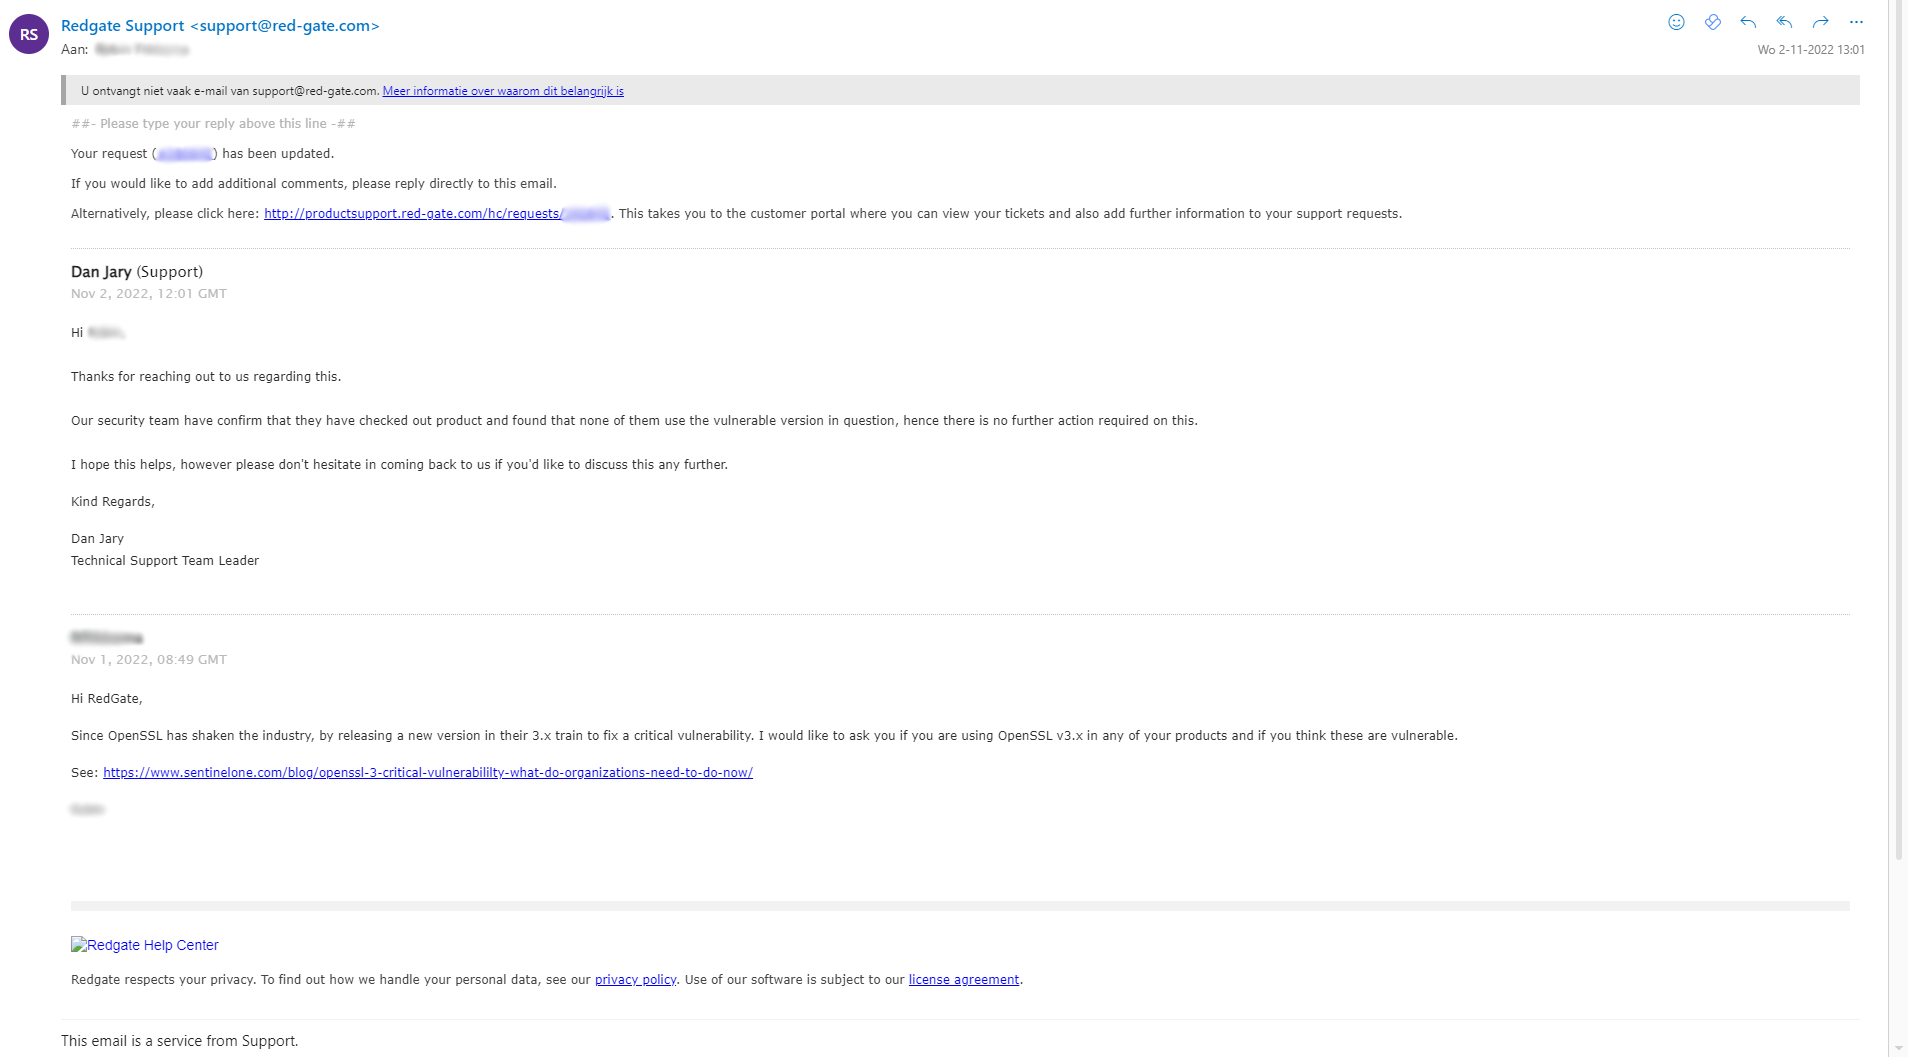 RS
Redgate Support <support@red-gate.com>
Aan:
Wo 2-11-2022 13:01
U ontvangt niet vaak e-mail van support@red-gate.com. Meer informatie over waarom dit belangrijk is
##- Please type your reply above this line -##
Your request () has been updated.
If you would like to add additional comments, please reply directly to this email.
Alternatively, please click here: http://productsupport.red-gate.com/hc/requests/. This takes you to the customer portal where you can view your tickets and also add further information to your support requests.
Dan Jary (Support)
Nov 2, 2022, 12:01 GMT
Hi
Thanks for reaching out to us regarding this.
Our security team have confirm that they have checked out product and found that none of them use the vulnerable version in question, hence there is no further action required on this.
I hope this helps, however please don't hesitate in coming back to us if you'd like to discuss this any further.
Kind Regards,
Dan Jary
Technical Support Team Leader
Nov 1, 2022, 08:49 GMT
Hi RedGate,
Since OpenSSL has shaken the industry, by releasing a new version in their 3.x train to fix a critical vulnerability. I would like to ask you if you are using OpenSSL v3.x in any of your products and if you think these are vulnerable.
See: https://www.sentinelone.com/blog/openssl-3-critical-vulnerabililty-what-do-organizations-need-to-do-now/
Redgate Help Center
Redgate respects your privacy. To find out how we handle your personal data, see our privacy policy. Use of our software is subject to our license agreement.
This email is a service from Support.